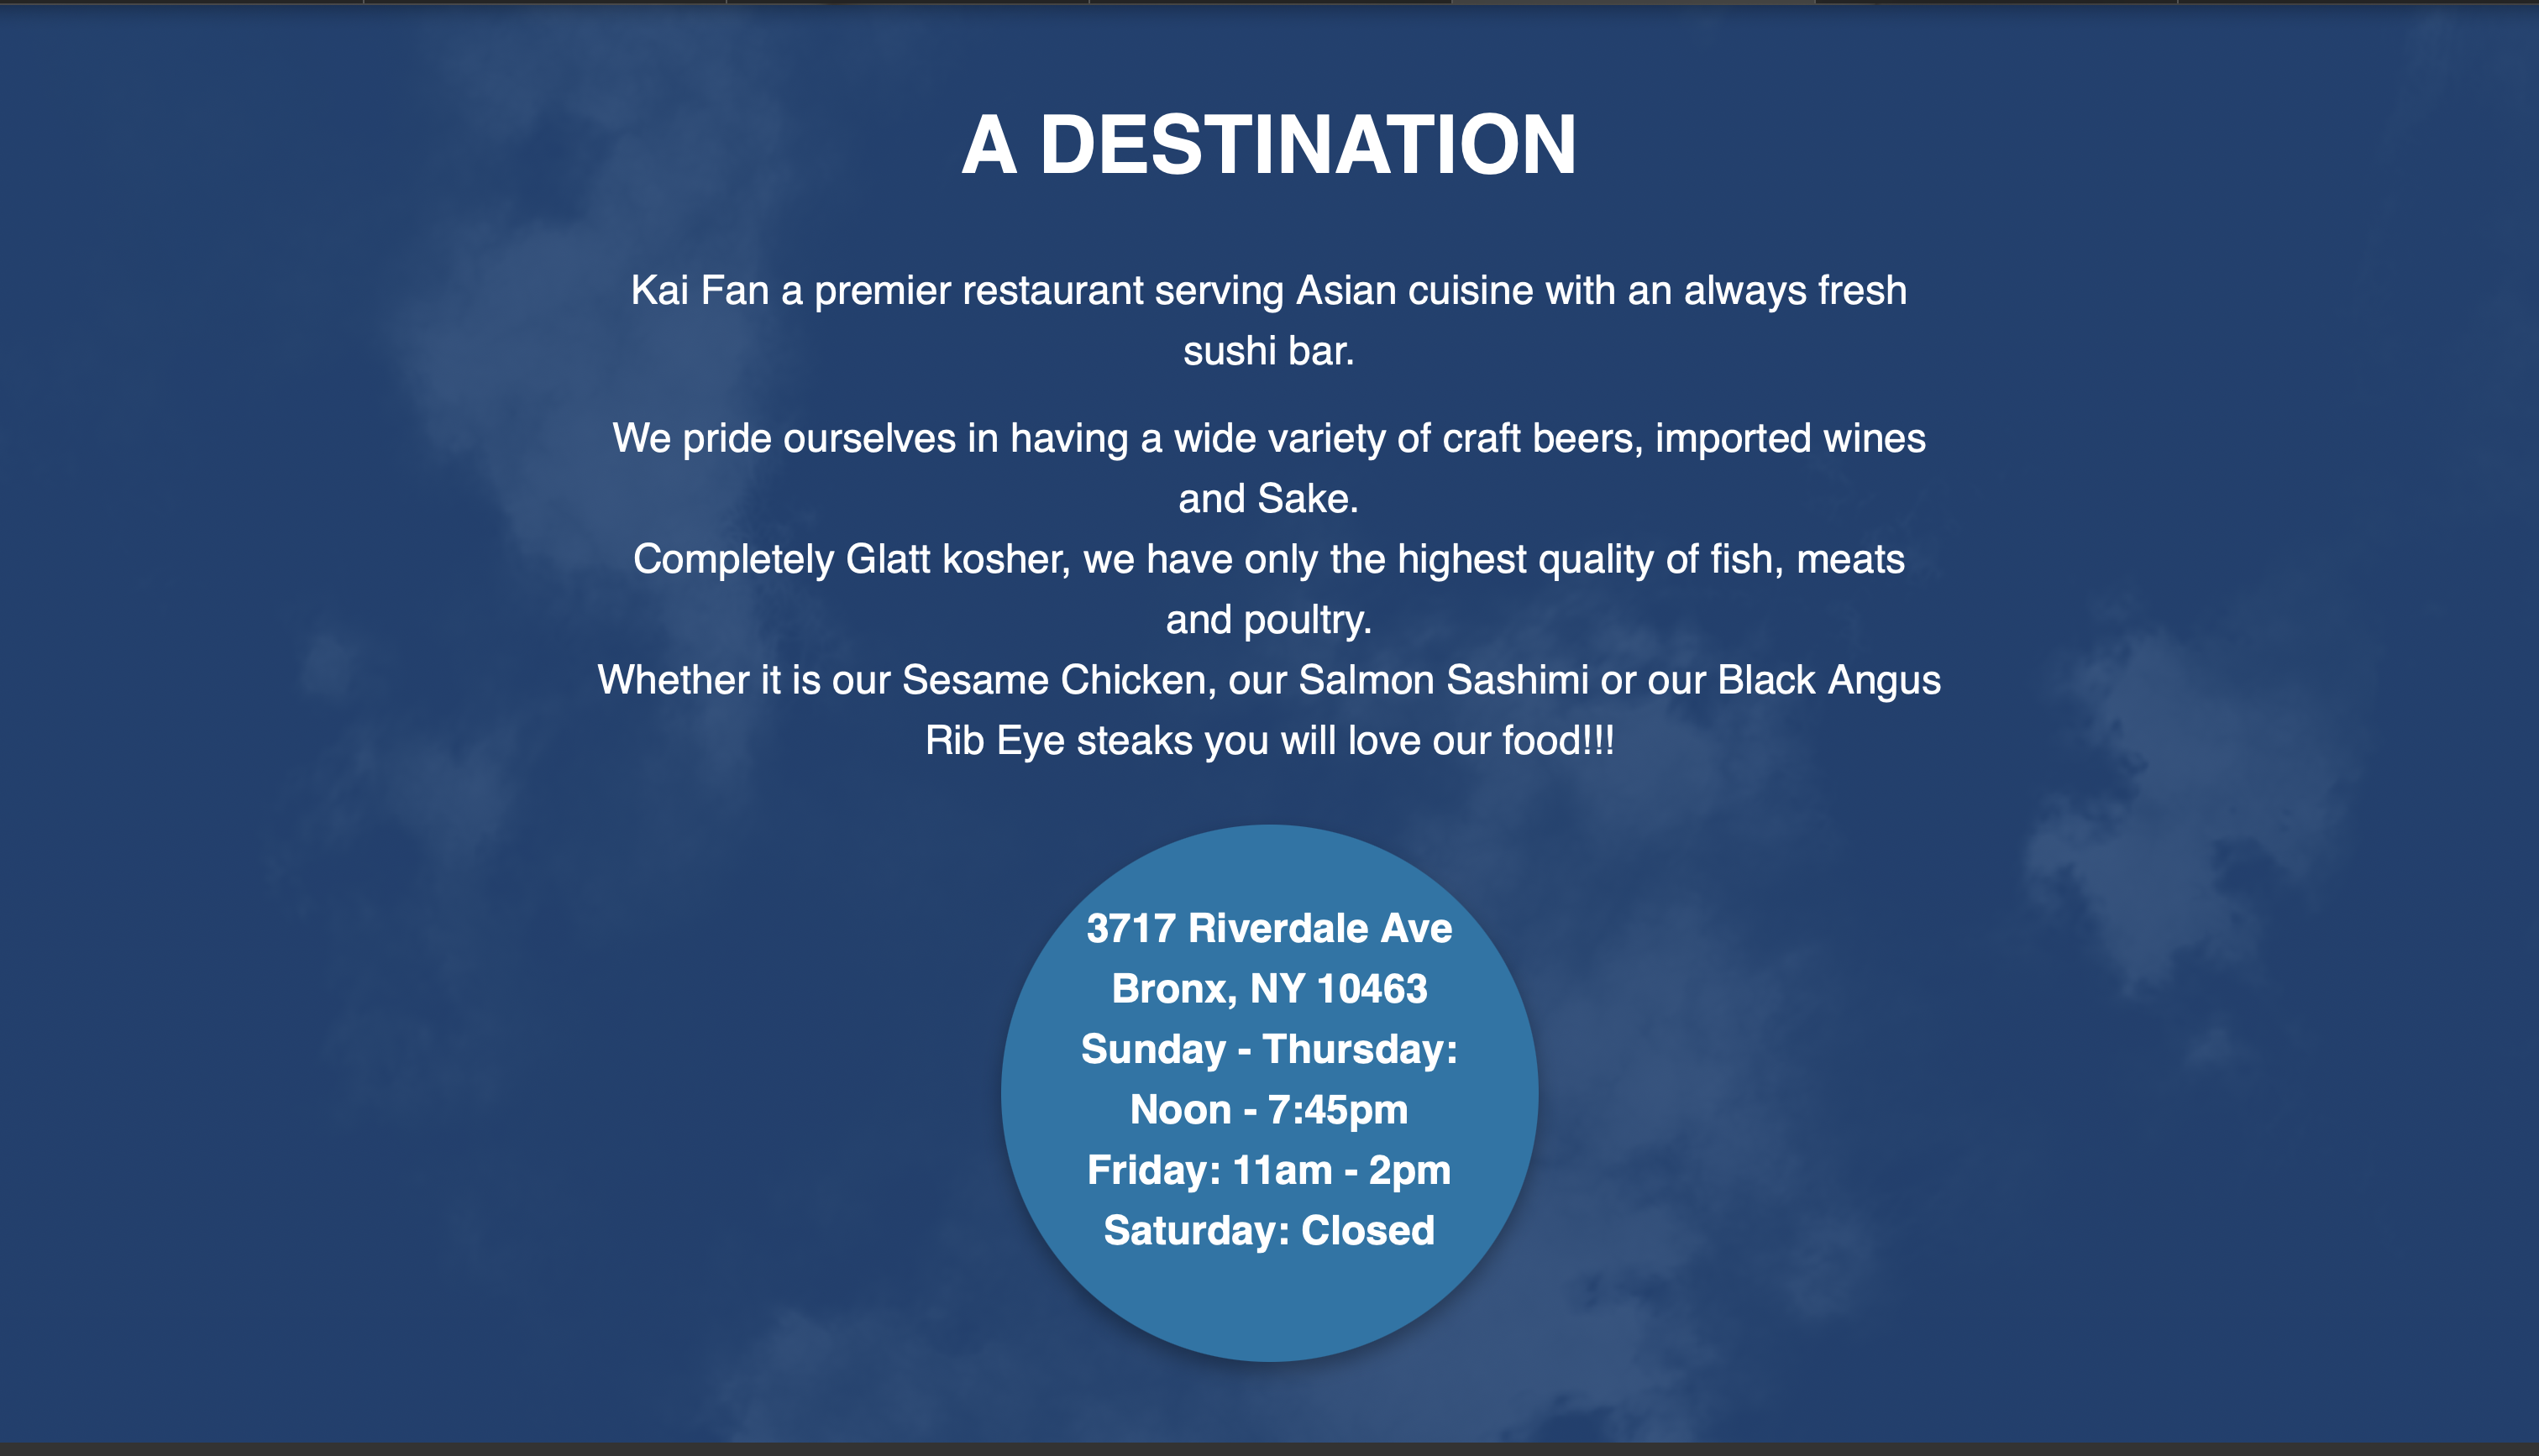 A DESTINATION
Kai Fan a premier restaurant serving Asian cuisine with an always fresh
sushi bar.
We pride ourselves in having a wide variety of craft beers, imported wines
and Sake.
Completely Glatt kosher, we have only the highest quality of fish, meats
and poultry.
Whether it is our Sesame Chicken, our Salmon Sashimi or our Black Angus
Rib Eye steaks you will love our food!!!
3717 Riverdale Ave
Bronx, NY 10463
Sunday - Thursday:
Noon - 7:45pm
Friday: 11am - 2pm
Saturday: Closed